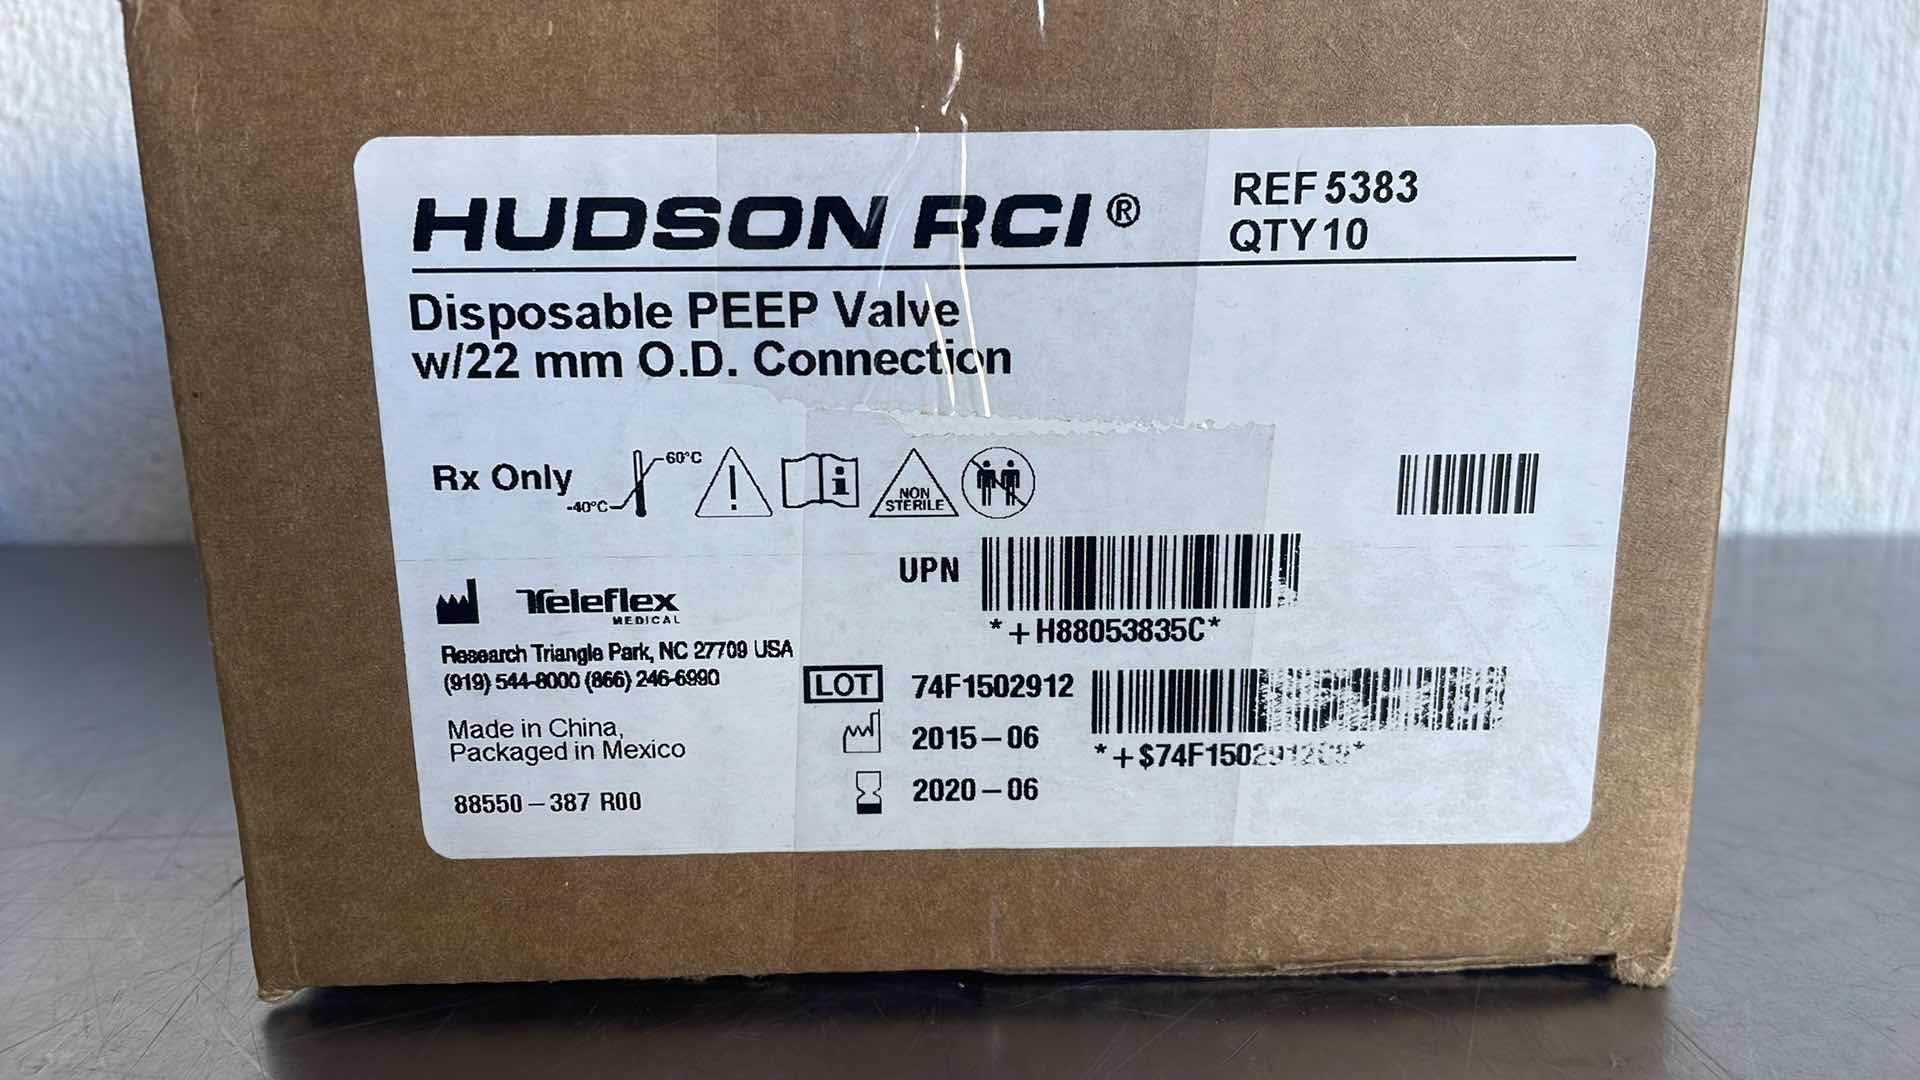 HUDSON RCI®
REF 5383
QTY 10
Disposable PEEP Valve
w/22 mm O.D. Connection
Rx Only
-40°C
60°C
!
i
NON
STERILE
UPN
*+H88053835C*
Teleflex
MEDICAL
Research Triangle Park, NC 27709 USA
(919) 544-8000 (866) 246-6990
Made in China,
Packaged in Mexico
88550-387 R00
LOT 74F1502912
2015-06
2020-06